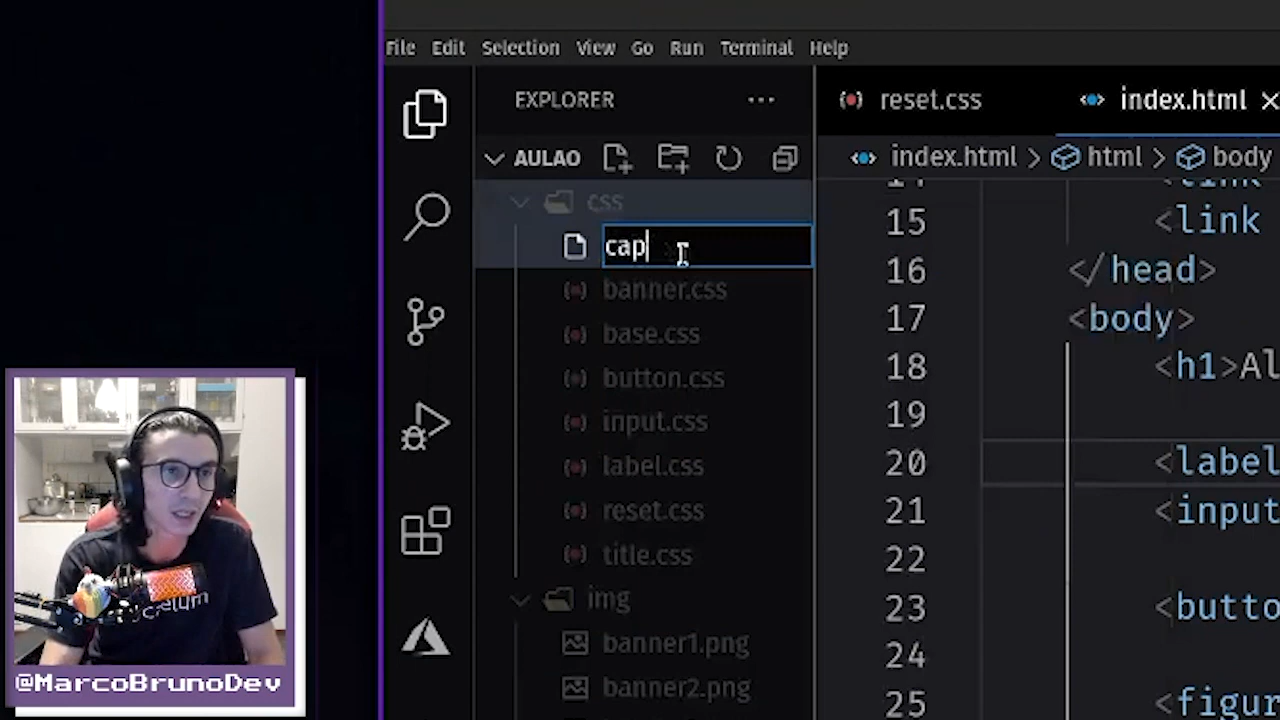 File Edit Selection View Go Run Terminal Help
EXPLORER
reset.css
index.html
AULAO
index.html > html > body
css
cap
banner.css
base.css
button.css
input.css
label.css
reset.css
title.css
img
banner1.png
banner2.png
15 <link
16 </head>
17 <body>
18 <h1>Al
19
20 <label
21 <input
22
23 <butto
24
25 <figur
caelum
@MarcoBrunoDev